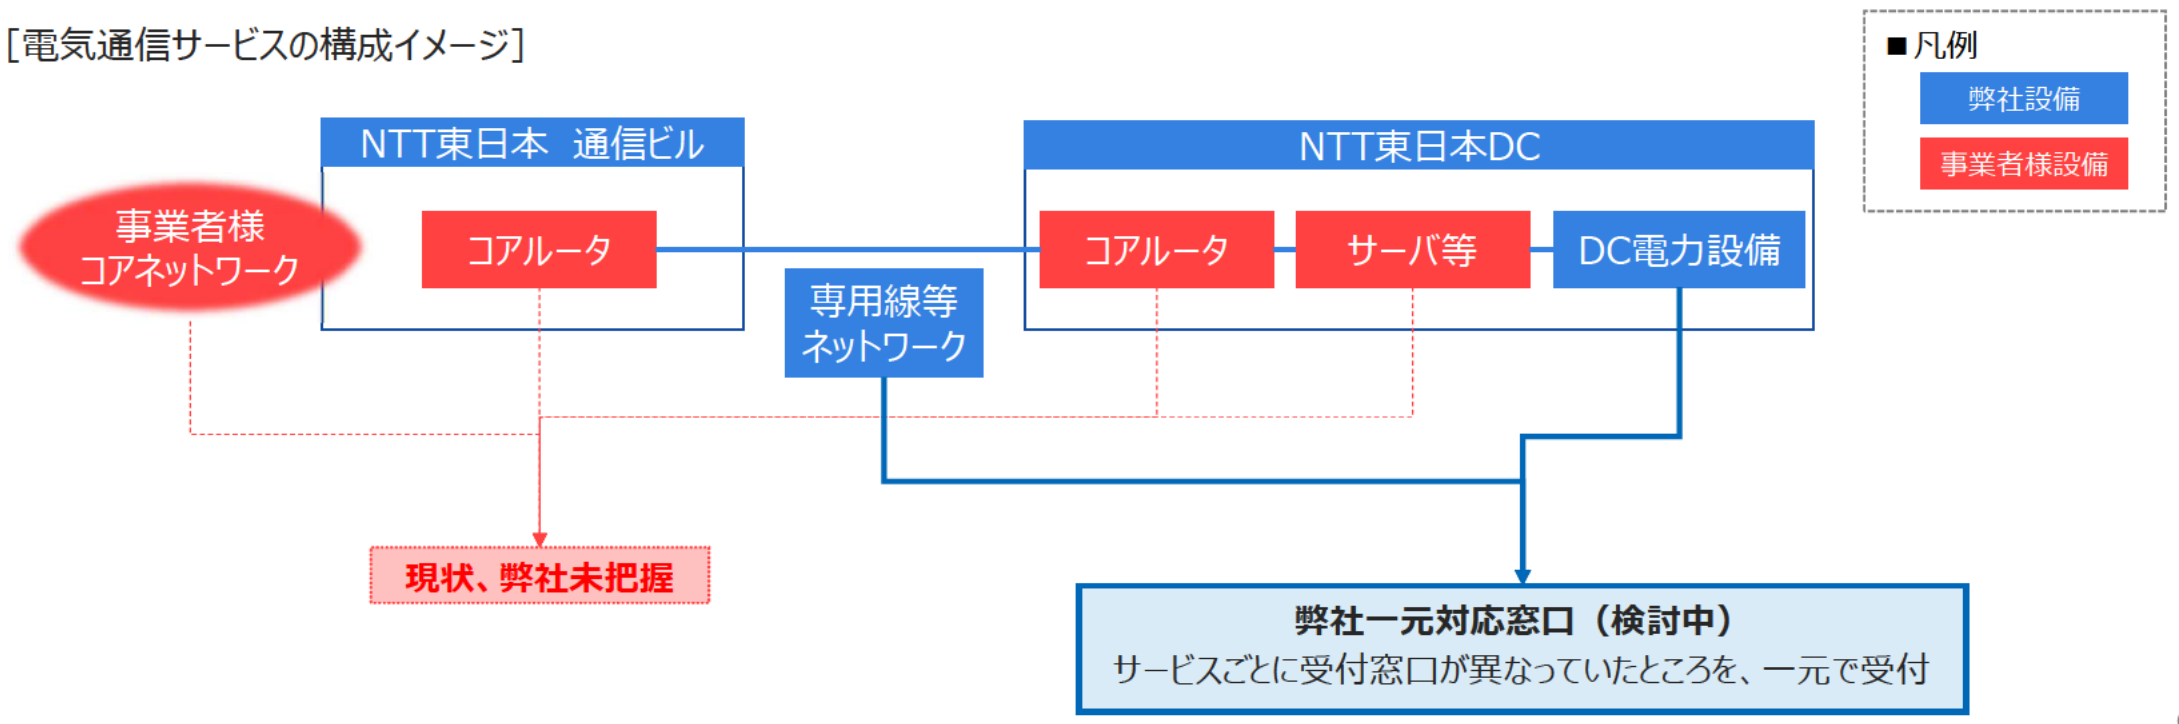 [電気通信サービスの構成イメージ]
■凡例
弊社設備
事業者様設備
NTT東日本　通信ビル
NTT東日本DC
事業者様
コアネットワーク
コアルータ
コアルータ
サーバ等
DC電力設備
専用線等
ネットワーク
現状、弊社未把握
弊社一元対応窓口（検討中）
サービスごとに受付窓口が異なっていたところを、一元で受付